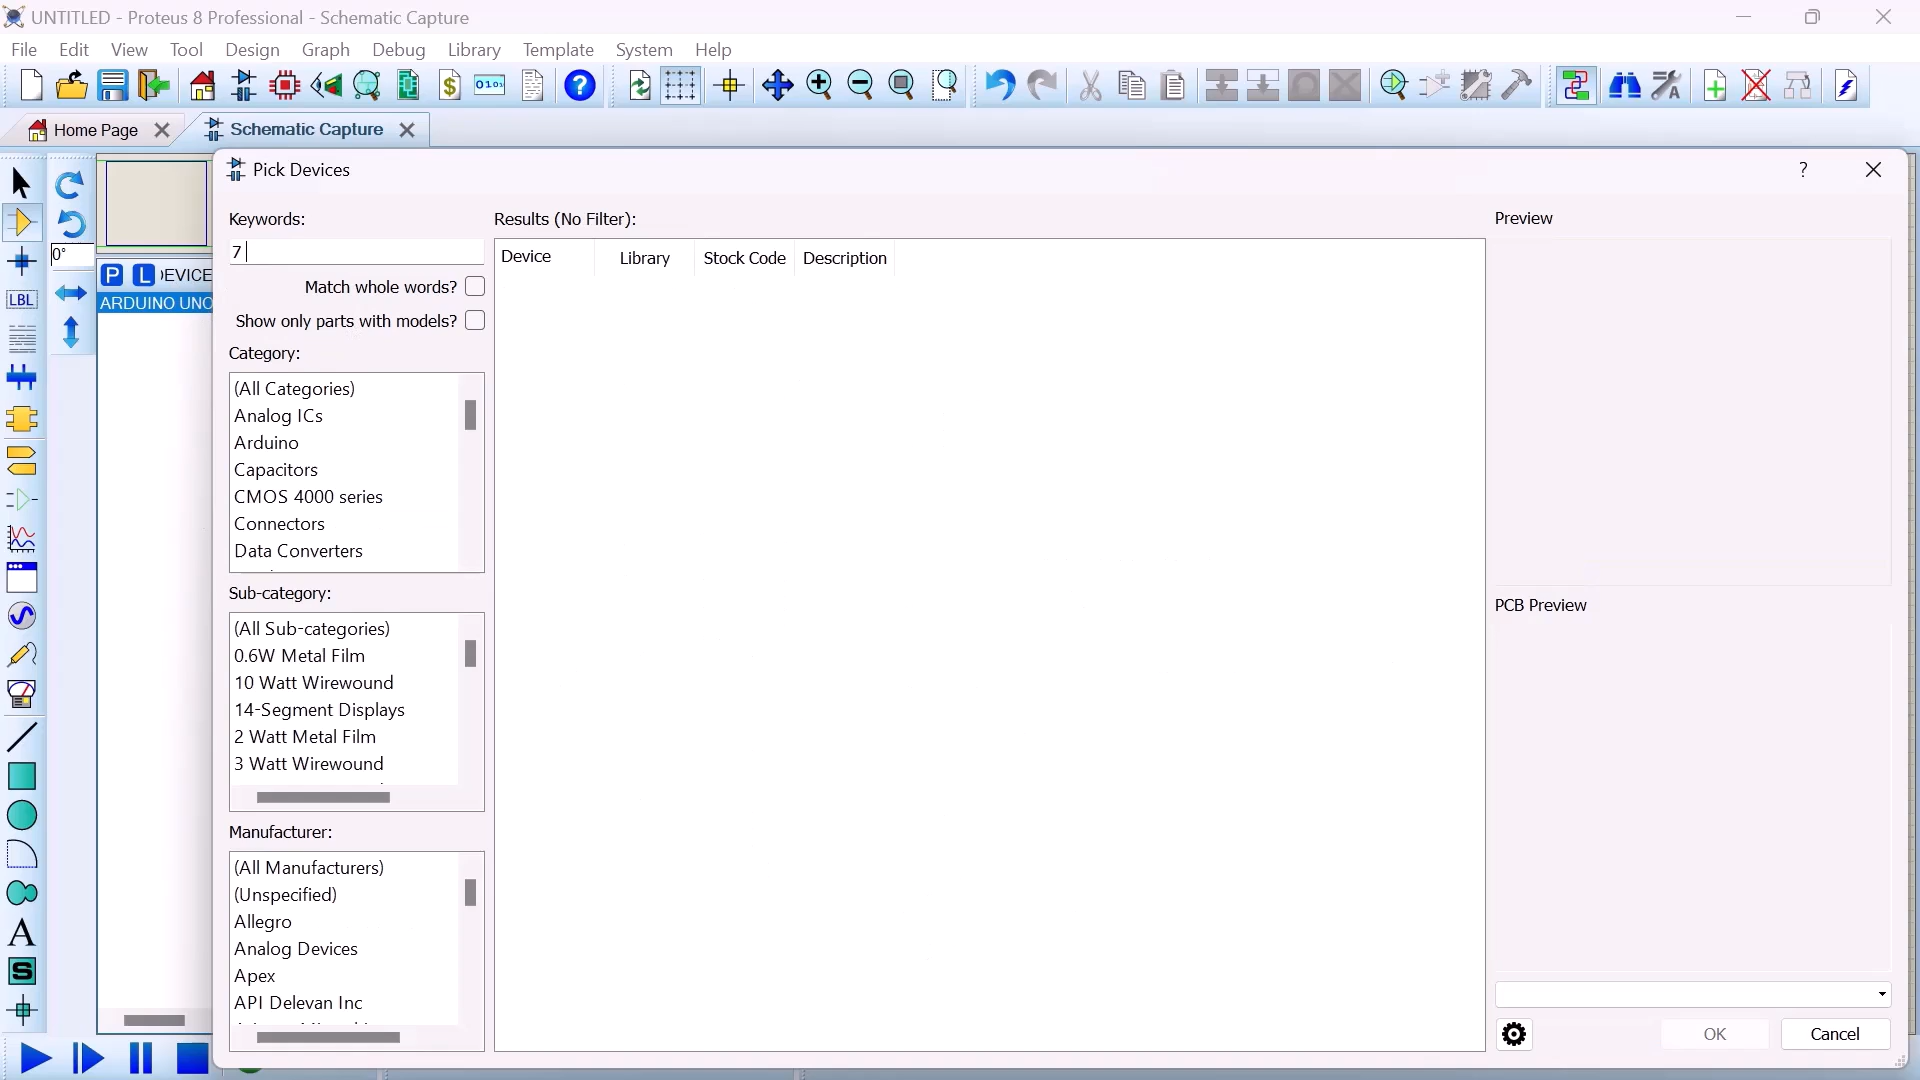 UNTITLED - Proteus 8 Professional - Schematic Capture
File Edit View Tool Design Graph Debug Library Template System Help
Home Page
Schematic Capture
Pick Devices
?
Keywords:
7
Match whole words?
Show only parts with models?
Category:
(All Categories)
Analog ICs
Arduino
Capacitors
CMOS 4000 series
Connectors
Data Converters
Sub-category:
(All Sub-categories)
0.6W Metal Film
10 Watt Wirewound
14-Segment Displays
2 Watt Metal Film
3 Watt Wirewound
Manufacturer:
(All Manufacturers)
(Unspecified)
Allegro
Analog Devices
Apex
API Delevan Inc
Results (No Filter):
Device Library Stock Code Description
Preview
PCB Preview
OK Cancel
0°
P L EVICE
ARDUINO UNO
LBL
A
S